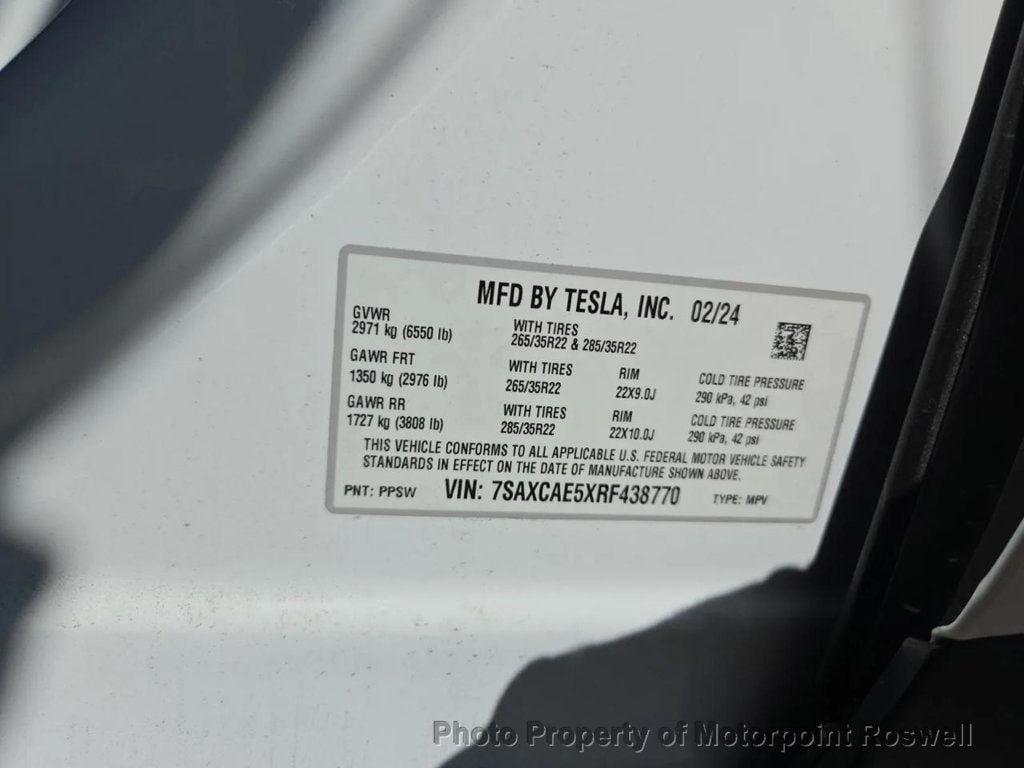 MFD BY TESLA, INC. 02/24
GVWR
2971 kg (6550 lb)
WITH TIRES
265/35R22 & 285/35R22
GAWR FRT
1350 kg (2976 lb)
WITH TIRES
265/35R22
RIM
22X9.0J
COLD TIRE PRESSURE
290 kPa, 42 psi
GAWR RR
1727 kg (3808 lb)
WITH TIRES
285/35R22
RIM
22X10.0J
COLD TIRE PRESSURE
290 kPa, 42 psi
THIS VEHICLE CONFORMS TO ALL APPLICABLE U.S. FEDERAL MOTOR VEHICLE SAFETY
STANDARDS IN EFFECT ON THE DATE OF MANUFACTURE SHOWN ABOVE.
PNT: PPSW VIN: 7SAXCAE5XRF438770 TYPE: MPV
Photo Property of Motorpoint Roswell